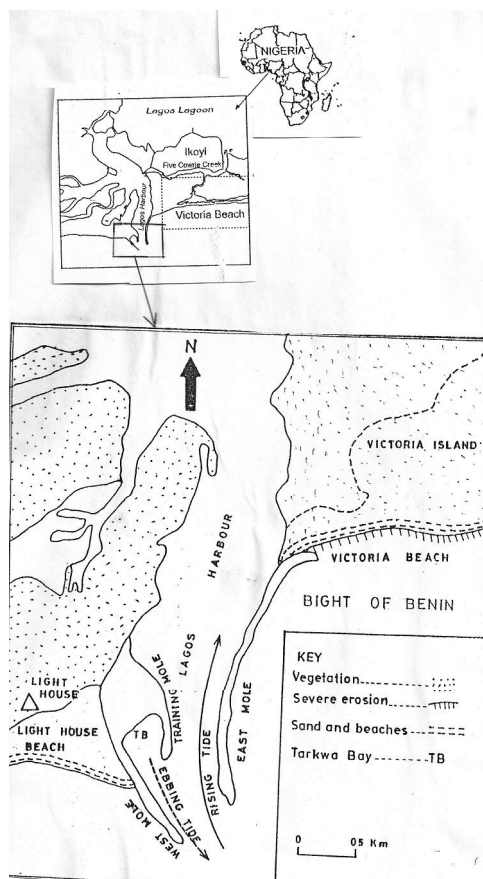 NIGERIA
Lagos Lagoon
Ikoyi
Five Cowrie Creek
Lagos Harbour
Victoria Beach
N
VICTORIA ISLAND
VICTORIA BEACH
BIGHT OF BENIN
LAGOS HARBOUR
TRAINING MOLE
EAST MOLE
RISING TIDE
EBBING TIDE
WEST MOLE
TB
LIGHT
HOUSE
LIGHT HOUSE
BEACH
KEY
Vegetation
Severe erosion
Sand and beaches
Tarkwa Bay TB
0 05 Km